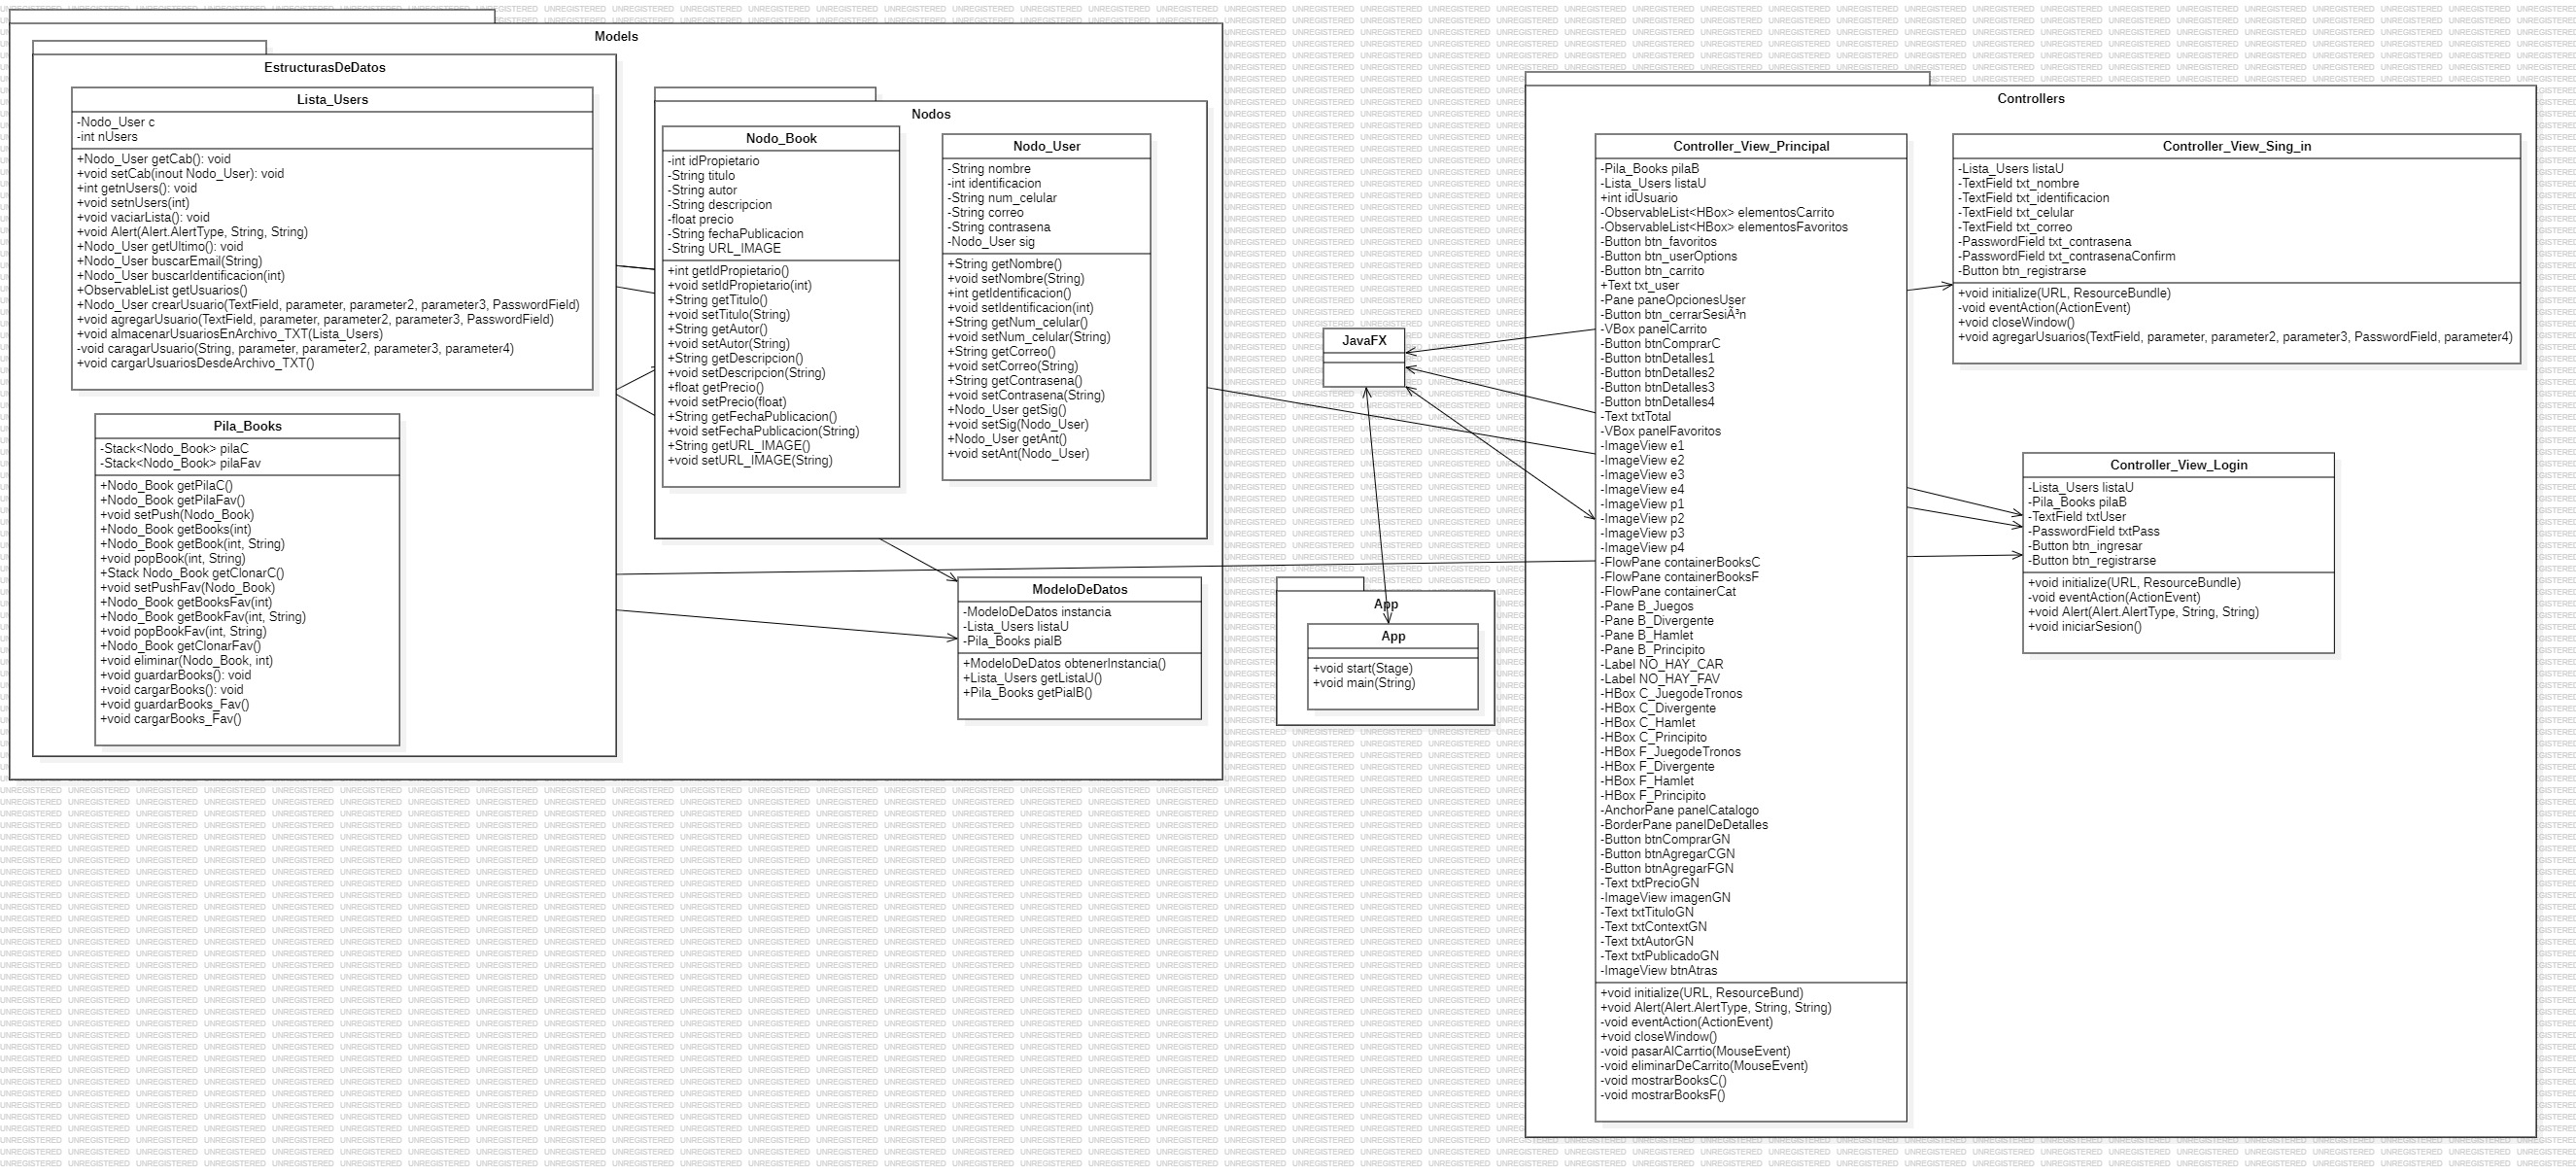 Models
EstructurasDeDatos
Lista_Users
-Nodo_User c
-int nUsers
+Nodo_User getCab(): void
+void setCab(inout Nodo_User): void
+int getnUsers(): void
+void setnUsers(int)
+void vaciarLista(): void
+void Alert(Alert.AlertType, String, String)
+Nodo_User getUltimo(): void
+Nodo_User buscarEmail(String)
+Nodo_User buscarIdentificacion(int)
+ObservableList getUsuarios()
+Nodo_User crearUsuario(TextField, parameter, parameter2, parameter3, PasswordField)
+void agregarUsuario(TextField, parameter, parameter2, parameter3, PasswordField)
+void almacenarUsuariosEnArchivo_TXT(Lista_Users)
-void caragarUsuario(String, parameter, parameter2, parameter3, parameter4)
+void cargarUsuariosDesdeArchivo_TXT()
Pila_Books
-Stack<Nodo_Book> pilaC
-Stack<Nodo_Book> pilaFav
+Nodo_Book getPilaC()
+Nodo_Book getPilaFav()
+void setPush(Nodo_Book)
+Nodo_Book getBooks(int)
+Nodo_Book getBook(int, String)
+void popBook(int, String)
+Stack Nodo_Book getClonarC()
+void setPushFav(Nodo_Book)
+Nodo_Book getBooksFav(int)
+Nodo_Book getBookFav(int, String)
+void popBookFav(int, String)
+Nodo_Book getClonarFav()
+void eliminar(Nodo_Book, int)
+void guardarBooks(): void
+void cargarBooks(): void
+void guardarBooks_Fav()
+void cargarBooks_Fav()
Nodos
Nodo_Book
-int idPropietario
-String titulo
-String autor
-String descripcion
-float precio
-String fechaPublicacion
-String URL_IMAGE
+int getIdPropietario()
+void setIdPropietario(int)
+String getTitulo()
+void setTitulo(String)
+String getAutor()
+void setAutor(String)
+String getDescripcion()
+void setDescripcion(String)
+float getPrecio()
+void setPrecio(float)
+String getFechaPublicacion()
+void setFechaPublicacion(String)
+String getURL_IMAGE()
+void setURL_IMAGE(String)
Nodo_User
-String nombre
-int identificacion
-String num_celular
-String correo
-String contrasena
-Nodo_User sig
+String getNombre()
+void setNombre(String)
+int getIdentificacion()
+void setIdentificacion(int)
+String getNum_celular()
+void setNum_celular(String)
+String getCorreo()
+void setCorreo(String)
+String getContrasena()
+void setContrasena(String)
+Nodo_User getSig()
+void setSig(Nodo_User)
+Nodo_User getAnt()
+void setAnt(Nodo_User)
ModeloDeDatos
-ModeloDeDatos instancia
-Lista_Users listaU
-Pila_Books pialB
+ModeloDeDatos obtenerInstancia()
+Lista_Users getListaU()
+Pila_Books getPialB()
JavaFX
App
App
+void start(Stage)
+void main(String)
Controllers
Controller_View_Principal
-Pila_Books pilaB
-Lista_Users listaU
+int idUsuario
-ObservableList<HBox> elementosCarrito
-ObservableList<HBox> elementosFavoritos
-Button btn_favoritos
-Button btn_userOptions
-Button btn_carrito
+Text txt_user
-Pane paneOpcionesUser
-Button btn_cerrarSesiÃ³n
-VBox panelCarrito
-Button btnComprarC
-Button btnDetalles1
-Button btnDetalles2
-Button btnDetalles3
-Button btnDetalles4
-Text txtTotal
-VBox panelFavoritos
-ImageView e1
-ImageView e2
-ImageView e3
-ImageView e4
-ImageView p1
-ImageView p2
-ImageView p3
-ImageView p4
-FlowPane containerBooksC
-FlowPane containerBooksF
-FlowPane containerCat
-Pane B_Juegos
-Pane B_Divergente
-Pane B_Hamlet
-Pane B_Principito
-Label NO_HAY_CAR
-Label NO_HAY_FAV
-HBox C_JuegodeTronos
-HBox C_Divergente
-HBox C_Hamlet
-HBox C_Principito
-HBox F_JuegodeTronos
-HBox F_Divergente
-HBox F_Hamlet
-HBox F_Principito
-AnchorPane panelCatalogo
-BorderPane panelDeDetalles
-Button btnComprarGN
-Button btnAgregarCGN
-Button btnAgregarFGN
-Text txtPrecioGN
-ImageView imagenGN
-Text txtTituloGN
-Text txtContextGN
-Text txtAutorGN
-Text txtPublicadoGN
-ImageView btnAtras
+void initialize(URL, ResourceBund)
+void Alert(Alert.AlertType, String, String)
-void eventAction(ActionEvent)
+void closeWindow()
-void pasarAlCarrtio(MouseEvent)
-void eliminarDeCarrito(MouseEvent)
-void mostrarBooksC()
-void mostrarBooksF()
Controller_View_Sing_in
-Lista_Users listaU
-TextField txt_nombre
-TextField txt_identificacion
-TextField txt_celular
-TextField txt_correo
-PasswordField txt_contrasena
-PasswordField txt_contrasenaConfirm
-Button btn_registrarse
+void initialize(URL, ResourceBundle)
-void eventAction(ActionEvent)
+void closeWindow()
+void agregarUsuarios(TextField, parameter, parameter2, parameter3, PasswordField, parameter4)
Controller_View_Login
-Lista_Users listaU
-Pila_Books pilaB
-TextField txtUser
-PasswordField txtPass
-Button btn_ingresar
-Button btn_registrarse
+void initialize(URL, ResourceBundle)
-void eventAction(ActionEvent)
+void Alert(Alert.AlertType, String, String)
+void iniciarSesion()
UNREGISTERED